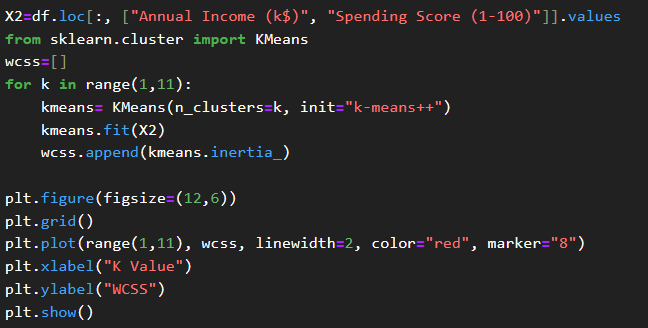 X2=df.loc[:, ["Annual Income (k$)", "Spending Score (1-100)"]].values
from sklearn.cluster import KMeans
wcss=[]
for k in range(1,11):
    kmeans= KMeans(n_clusters=k, init="k-means++")
    kmeans.fit(X2)
    wcss.append(kmeans.inertia_)

plt.figure(figsize=(12,6))
plt.grid()
plt.plot(range(1,11), wcss, linewidth=2, color="red", marker="8")
plt.xlabel("K Value")
plt.ylabel("WCSS")
plt.show()